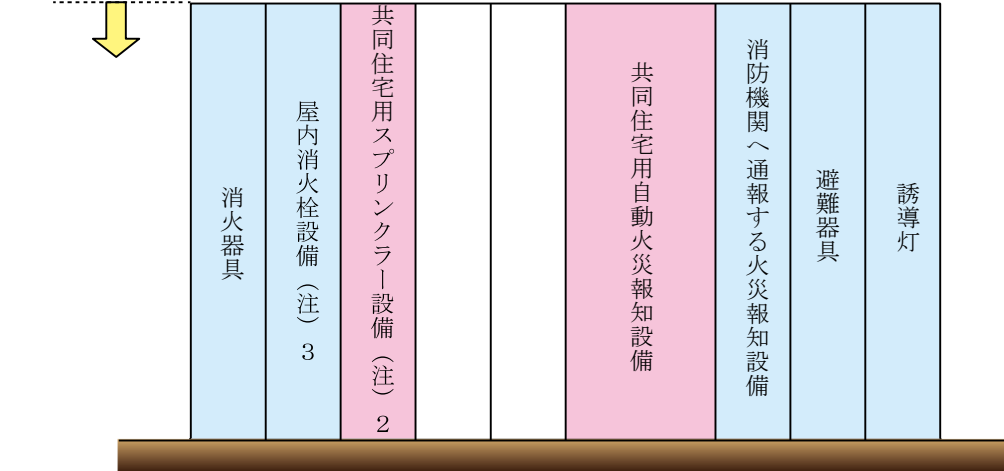 消火器具
屋内消火栓設備（注）３
共同住宅用スプリンクラー設備（注）２
共同住宅用自動火災報知設備
消防機関へ通報する火災報知設備
避難器具
誘導灯